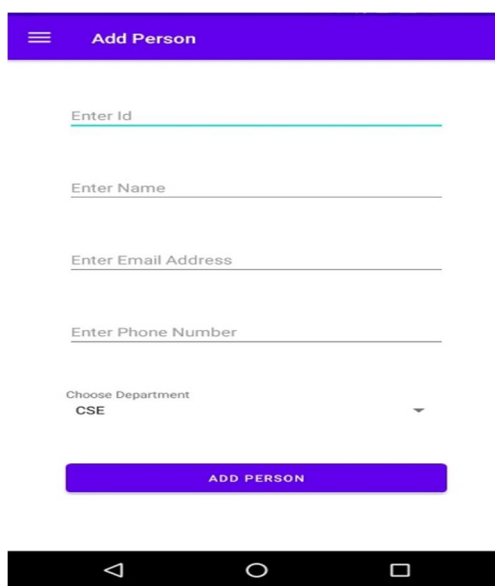 Add Person
Enter Id
Enter Name
Enter Email Address
Enter Phone Number
Choose Department
CSE
ADD PERSON